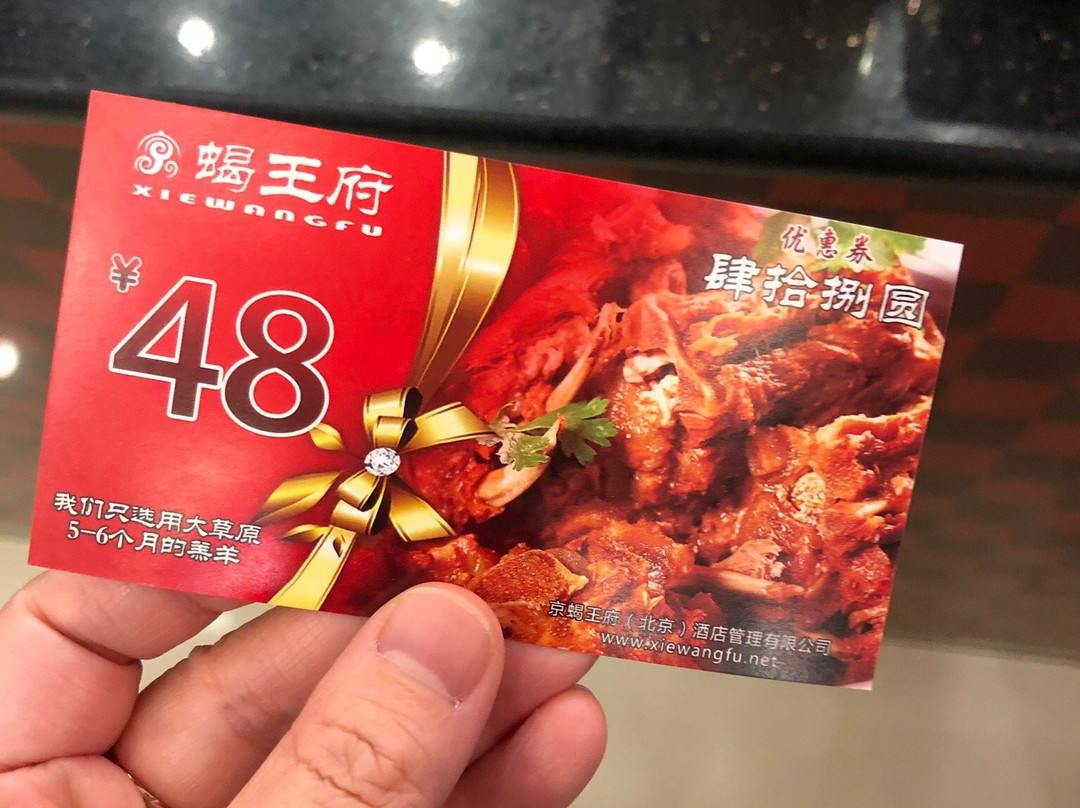 蝎王府
XIEWANGFU
¥48
优惠券
肆拾捌圆
我们只选用大草原
5-6个月的羔羊
京蝎王府（北京）酒店管理有限公司
www.xiewangfu.net